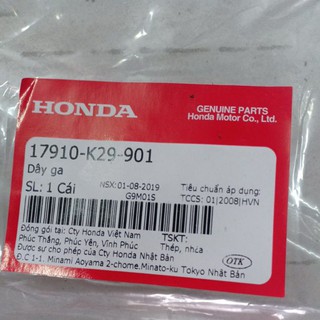 HONDA
GENUINE PARTS
Honda Motor Co., Ltd.
17910-K29-901
Dây ga
SL: 1 Cái
NSX: 01-08-2019
G9M01S
Tiêu chuẩn áp dụng:
TCCS: 01|2008|HVN
Đóng gói tại: Cty Honda Việt Nam
Phúc Thắng, Phúc Yên, Vĩnh Phúc
TSKT:
Thép, nhựa
Được sự cho phép của Cty Honda Nhật Bản
Đ.C 1-1, Minami Aoyama 2-chome.Minato-ku Tokyo Nhật Bản
OTK